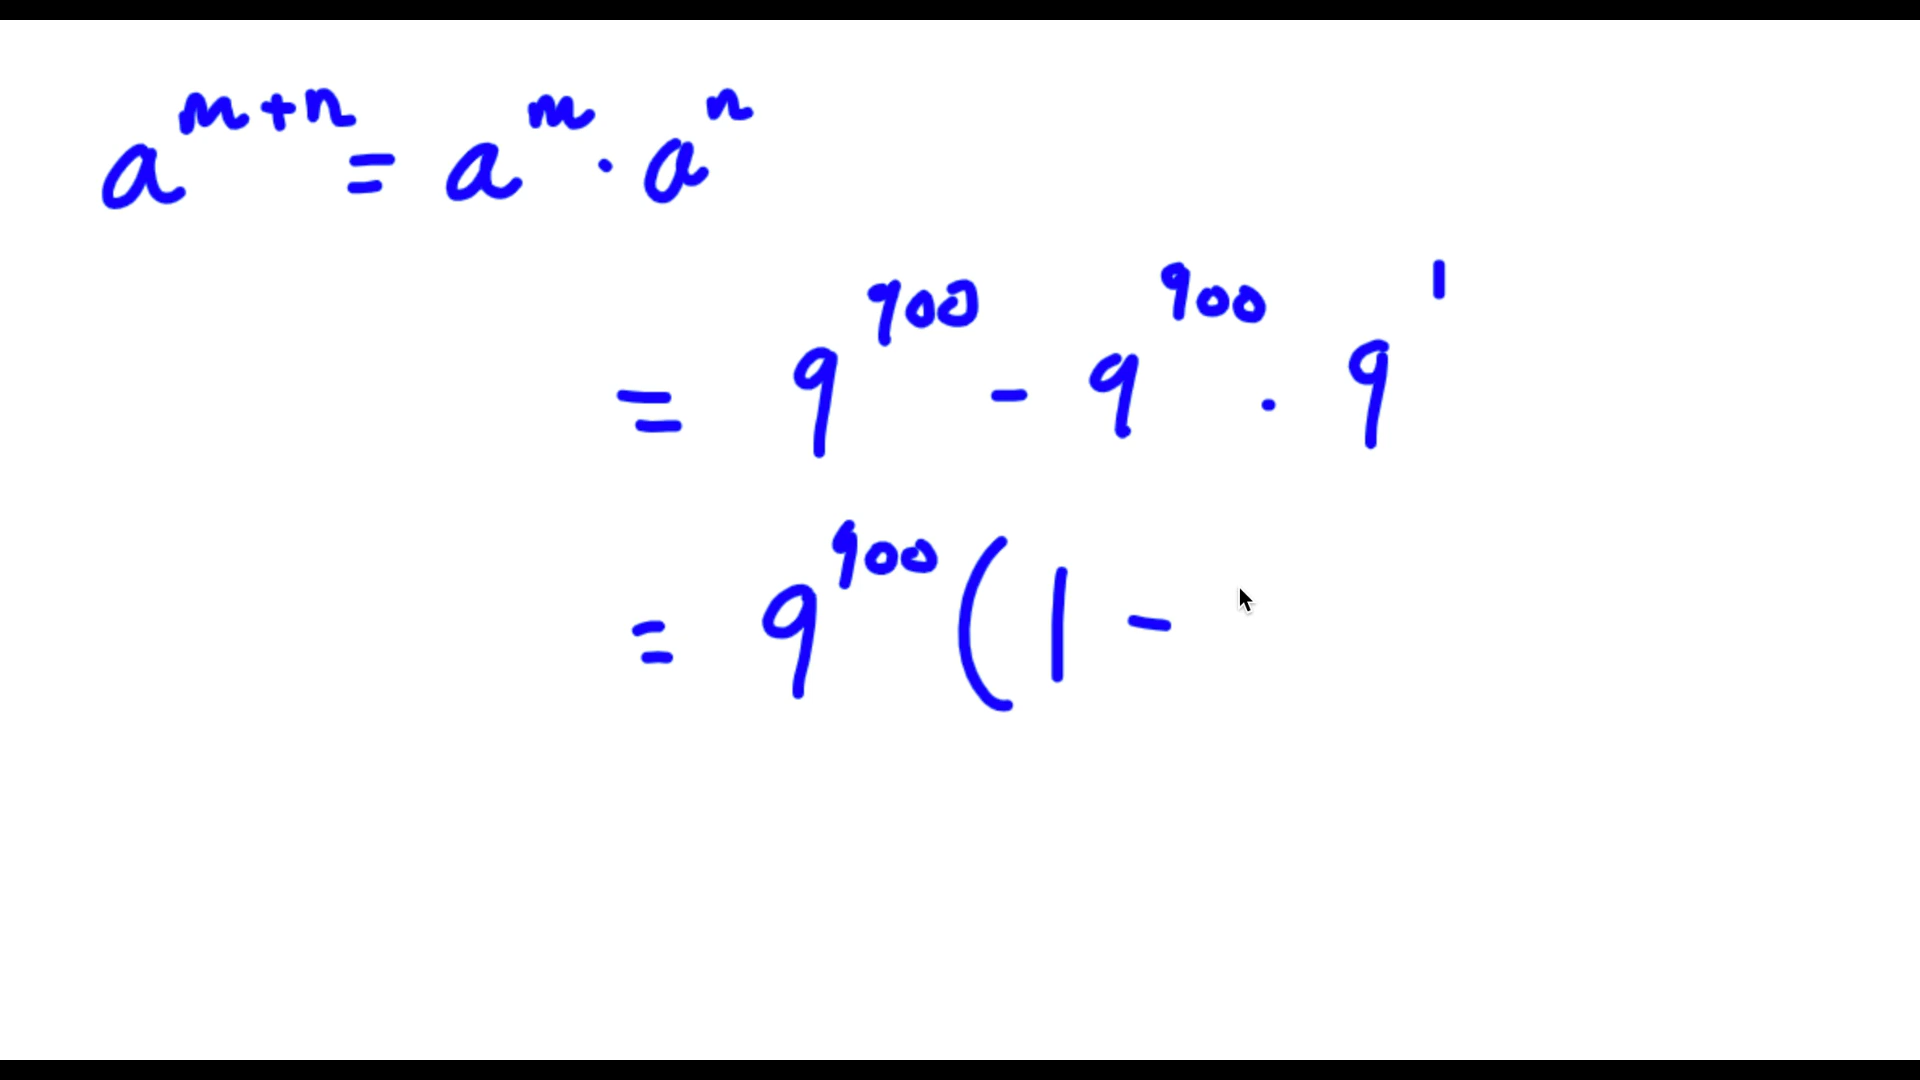 a^{m+n} = a^m · a^n
= 9^{900} - 9^{900} · 9^1
= 9^{900} (1 -